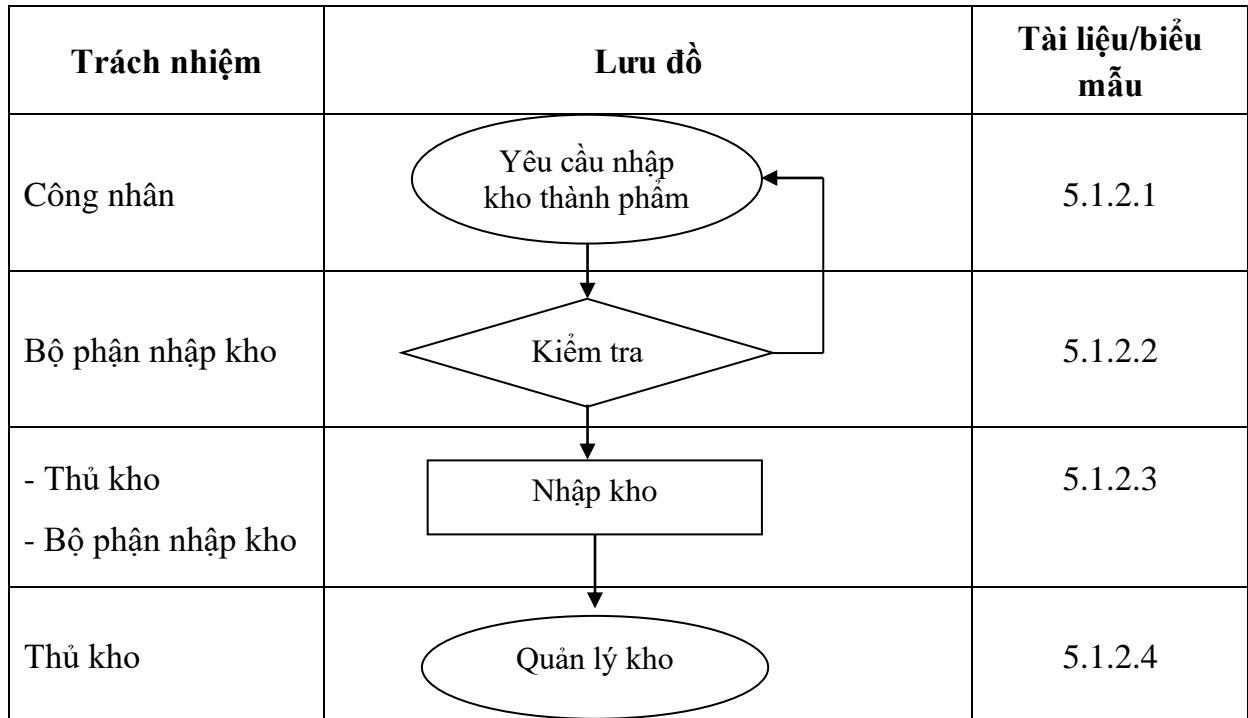 Trách nhiệm
Lưu đồ
Tài liệu/biểu
mẫu
Công nhân
Yêu cầu nhập
kho thành phẩm
5.1.2.1
Bộ phận nhập kho
Kiểm tra
5.1.2.2
- Thủ kho
- Bộ phận nhập kho
Nhập kho
5.1.2.3
Thủ kho
Quản lý kho
5.1.2.4